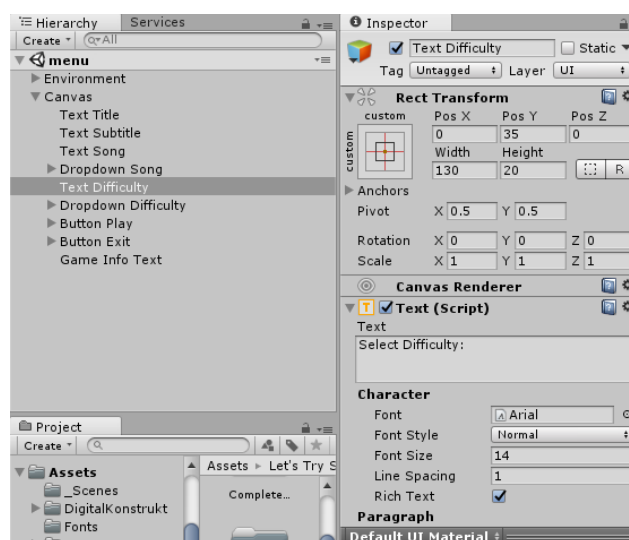 Hierarchy Services
Create All
menu
Environment
Canvas
Text Title
Text Subtitle
Text Song
Dropdown Song
Text Difficulty
Dropdown Difficulty
Button Play
Button Exit
Game Info Text
Project
Create
Assets
_Scenes
DigitalKonstrukt
Fonts
Assets Let's Try S
Complete...
Inspector
Text Difficulty Static
Tag Untagged Layer UI
Rect Transform
custom Pos X Pos Y Pos Z
custom
0 35 0
Width Height
130 20 R
Anchors
Pivot X 0.5 Y 0.5
Rotation X 0 Y 0 Z 0
Scale X 1 Y 1 Z 1
Canvas Renderer
T Text (Script)
Text
Select Difficulty:
Character
Font Arial
Font Style Normal
Font Size 14
Line Spacing 1
Rich Text
Paragraph
Default UI Material